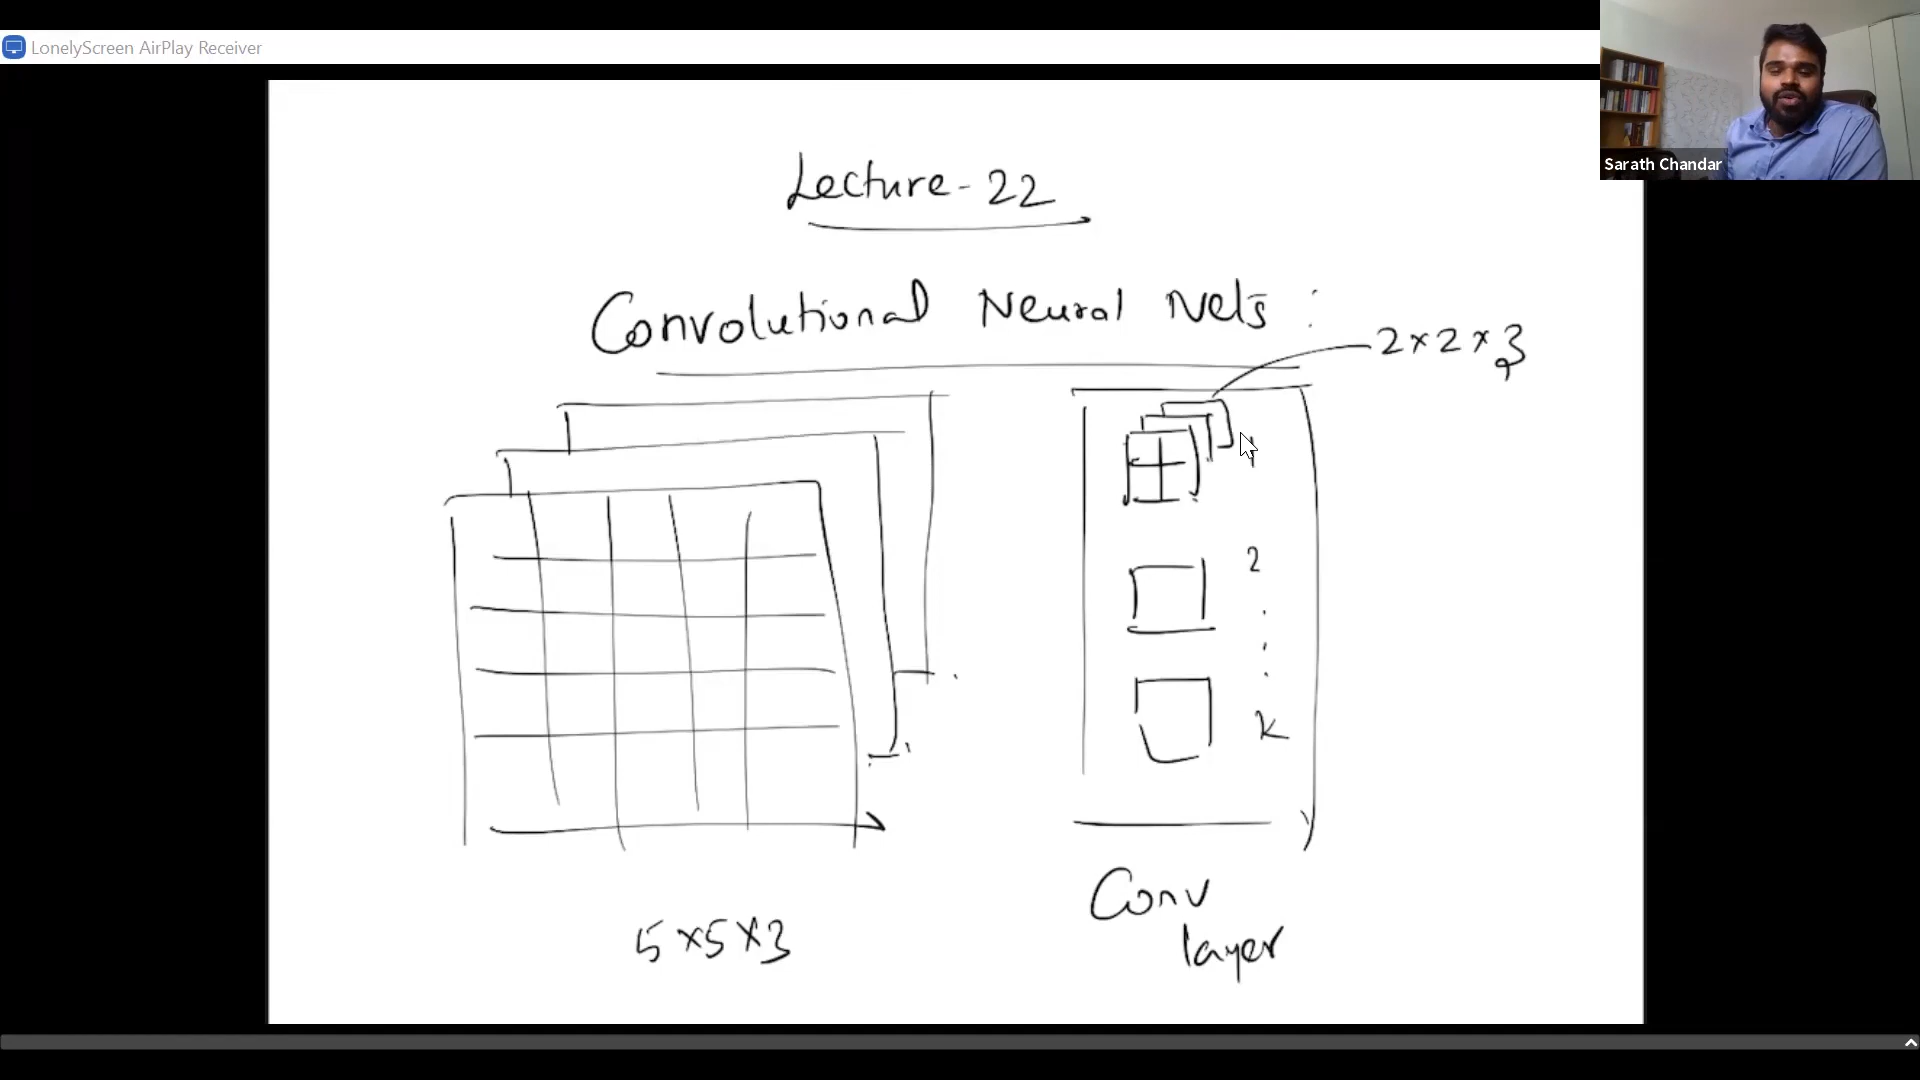 LonelyScreen AirPlay Receiver
Sarath Chandar
Lecture-22
Convolutional Neural Nets :
2×2×3
1
2
k
5×5×3
Conv
layer